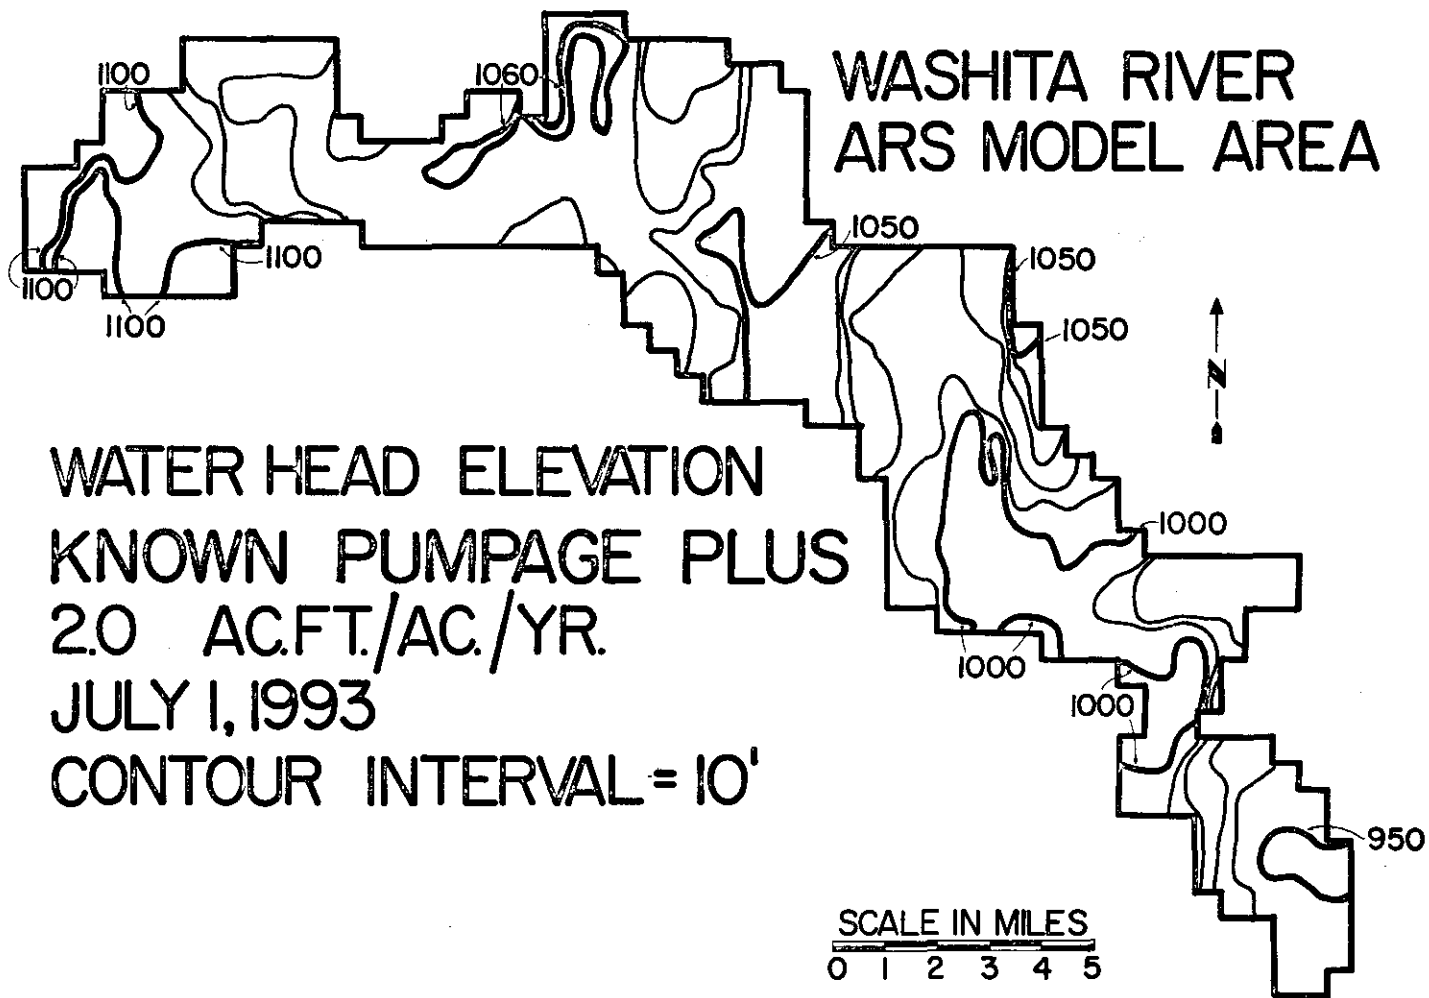 WASHITA RIVER
ARS MODEL AREA
1100
1060
1050
1050
1100
1100
1100
1050
WATER HEAD ELEVATION
KNOWN PUMPAGE PLUS
2.0 AC.FT./AC./YR.
JULY 1, 1993
CONTOUR INTERVAL = 10'
N
1000
1000
1000
950
SCALE IN MILES
0 1 2 3 4 5